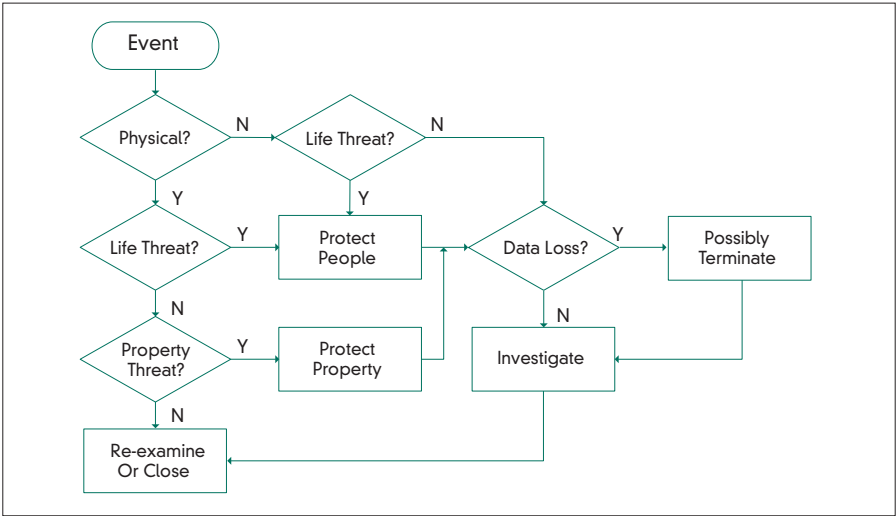 Event
Physical?
N
Life Threat?
N
Y
Y
Life Threat?
Y
Protect
People
Data Loss?
Y
Possibly
Terminate
N
N
Property
Threat?
Y
Protect
Property
Investigate
N
Re-examine
Or Close